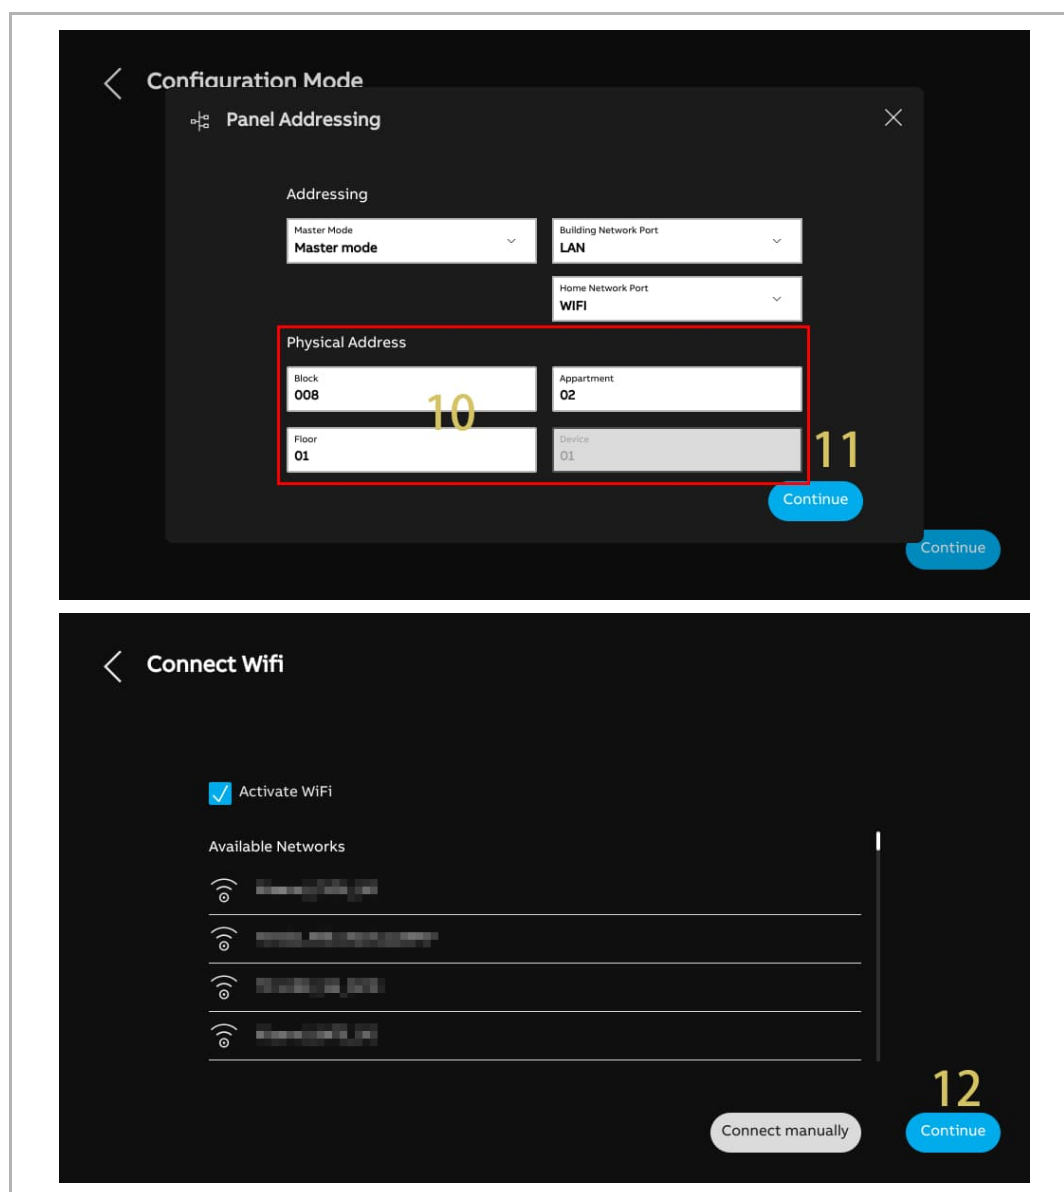 Configuration Mode
Panel Addressing
Addressing
Master Mode
Master mode
Building Network Port
LAN
Home Network Port
WIFI
Physical Address
Block
008
Appartment
02
10
Floor
01
Device
01
11
Continue
Continue
Connect Wifi
Activate WiFi
Available Networks
12
Connect manually
Continue